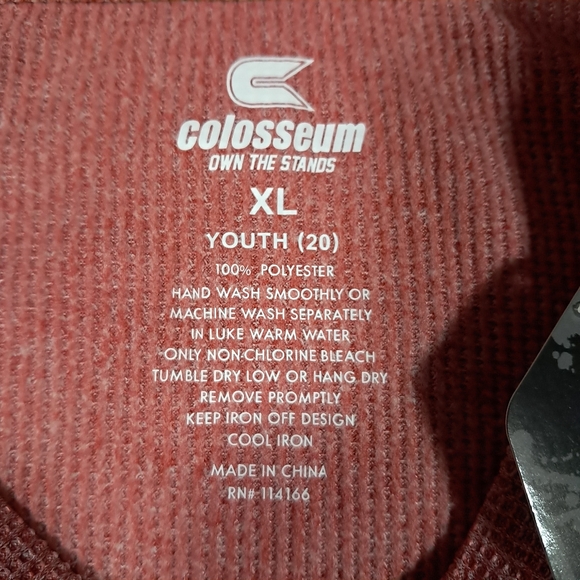 colosseum
OWN THE STANDS
XL
YOUTH (20)
100% POLYESTER
HAND WASH SMOOTHLY OR
MACHINE WASH SEPARATELY
IN LUKE WARM WATER
ONLY NON-CHLORINE BLEACH
TUMBLE DRY LOW OR HANG DRY
REMOVE PROMPTLY
KEEP IRON OFF DESIGN
COOL IRON
MADE IN CHINA
RN# 114166